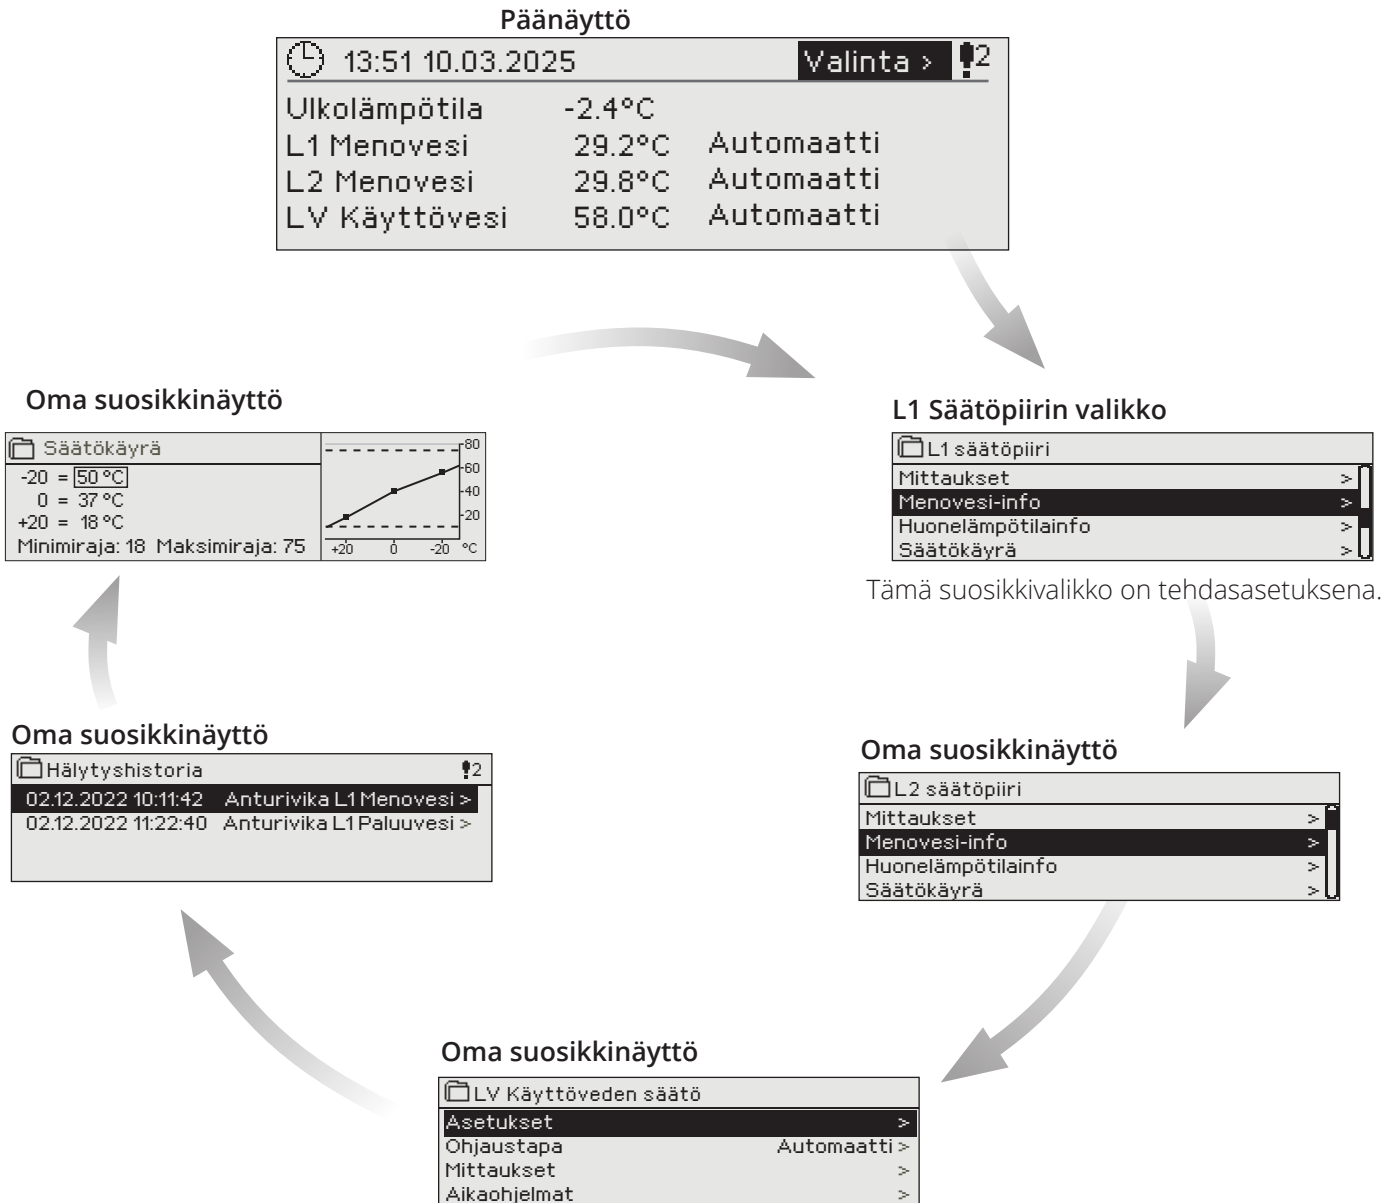 Päänäyttö
13:51 10.03.2025 Valinta > 2
Ulkolämpötila -2.4°C
L1 Menovesi 29.2°C Automaatti
L2 Menovesi 29.8°C Automaatti
LV Käyttövesi 58.0°C Automaatti
Oma suosikkinäyttö
Säätökäyrä
-20 = 50 °C
0 = 37 °C
+20 = 18 °C
Minimiraja: 18 Maksimiraja: 75
80
60
40
20
+20 0 -20 °C
L1 Säätöpiirin valikko
L1 säätöpiiri
Mittaukset >
Menovesi-info >
Huonelämpötilainfo >
Säätökäyrä >
Tämä suosikkivalikko on tehdasasetuksena.
Oma suosikkinäyttö
Hälytyshistoria 2
02.12.2022 10:11:42 Anturivika L1 Menovesi >
02.12.2022 11:22:40 Anturivika L1 Paluuvesi >
Oma suosikkinäyttö
L2 säätöpiiri
Mittaukset >
Menovesi-info >
Huonelämpötilainfo >
Säätökäyrä >
Oma suosikkinäyttö
LV Käyttöveden säätö
Asetukset >
Ohjaustapa Automaatti >
Mittaukset >
Aikaohjelmat >